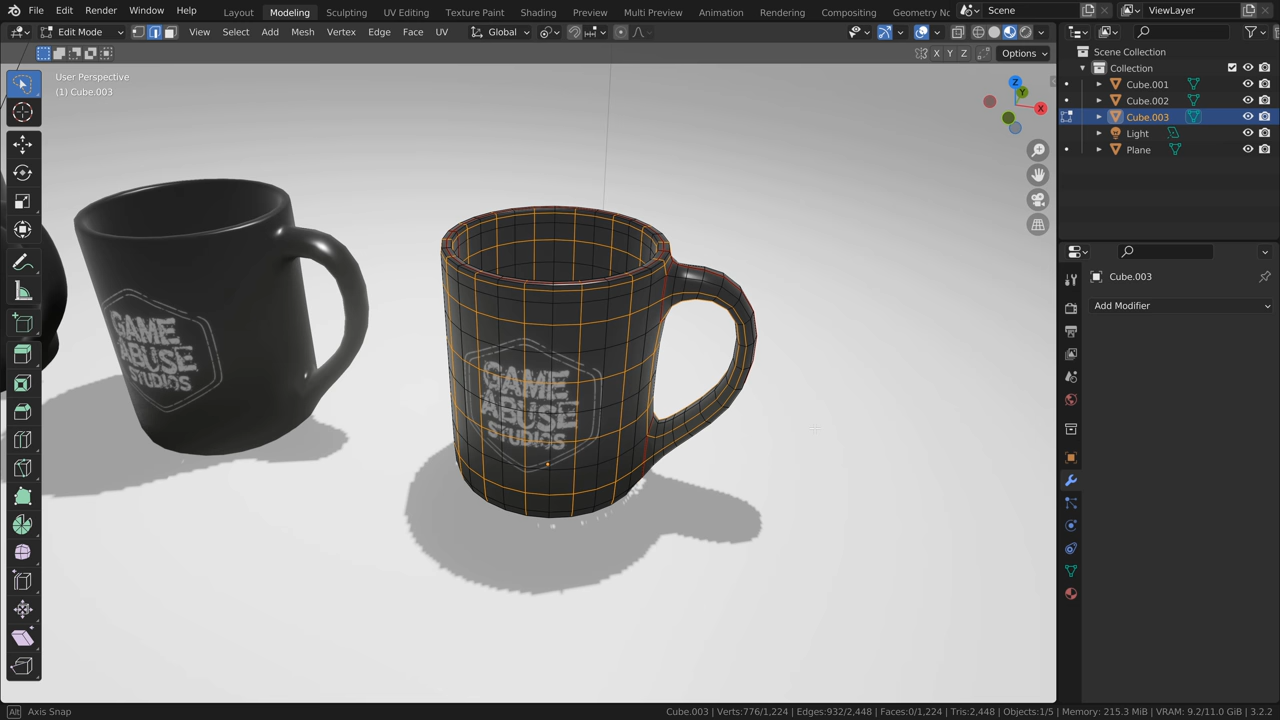 File Edit Render Window Help Layout Modeling Sculpting UV Editing Texture Paint Shading Preview Multi Preview Animation Rendering Compositing Geometry No Scene ViewLayer
Edit Mode View Select Add Mesh Vertex Edge Face UV Global
X Y Z Options
User Perspective
(1) Cube.003
Z
Y
X
Scene Collection
Collection
Cube.001
Cube.002
Cube.003
Light
Plane
Cube.003
Add Modifier
GAME
ABUSE
STUDIOS
GAME
ABUSE
STUDIOS
Alt Axis Snap
Cube.003 | Verts:776/1,224 | Edges:932/2,448 | Faces:0/1,224 | Tris:2,448 | Objects:1/5 | Memory: 215.3 MiB | VRAM: 9.2/11.0 GiB | 3.2.2